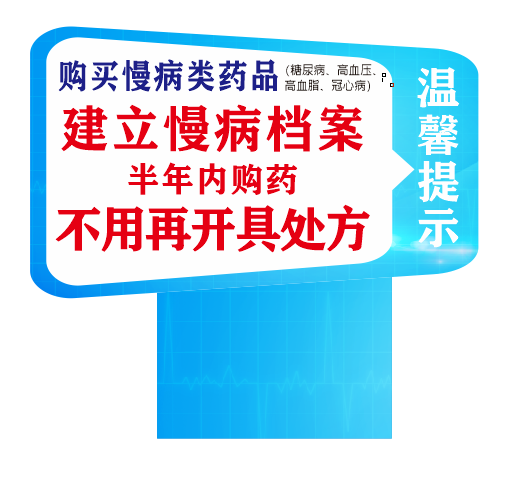 购买慢病类药品(糖尿病、高血压、
高血脂、冠心病)
建立慢病档案
半年内购药
不用再开具处方
温馨提示